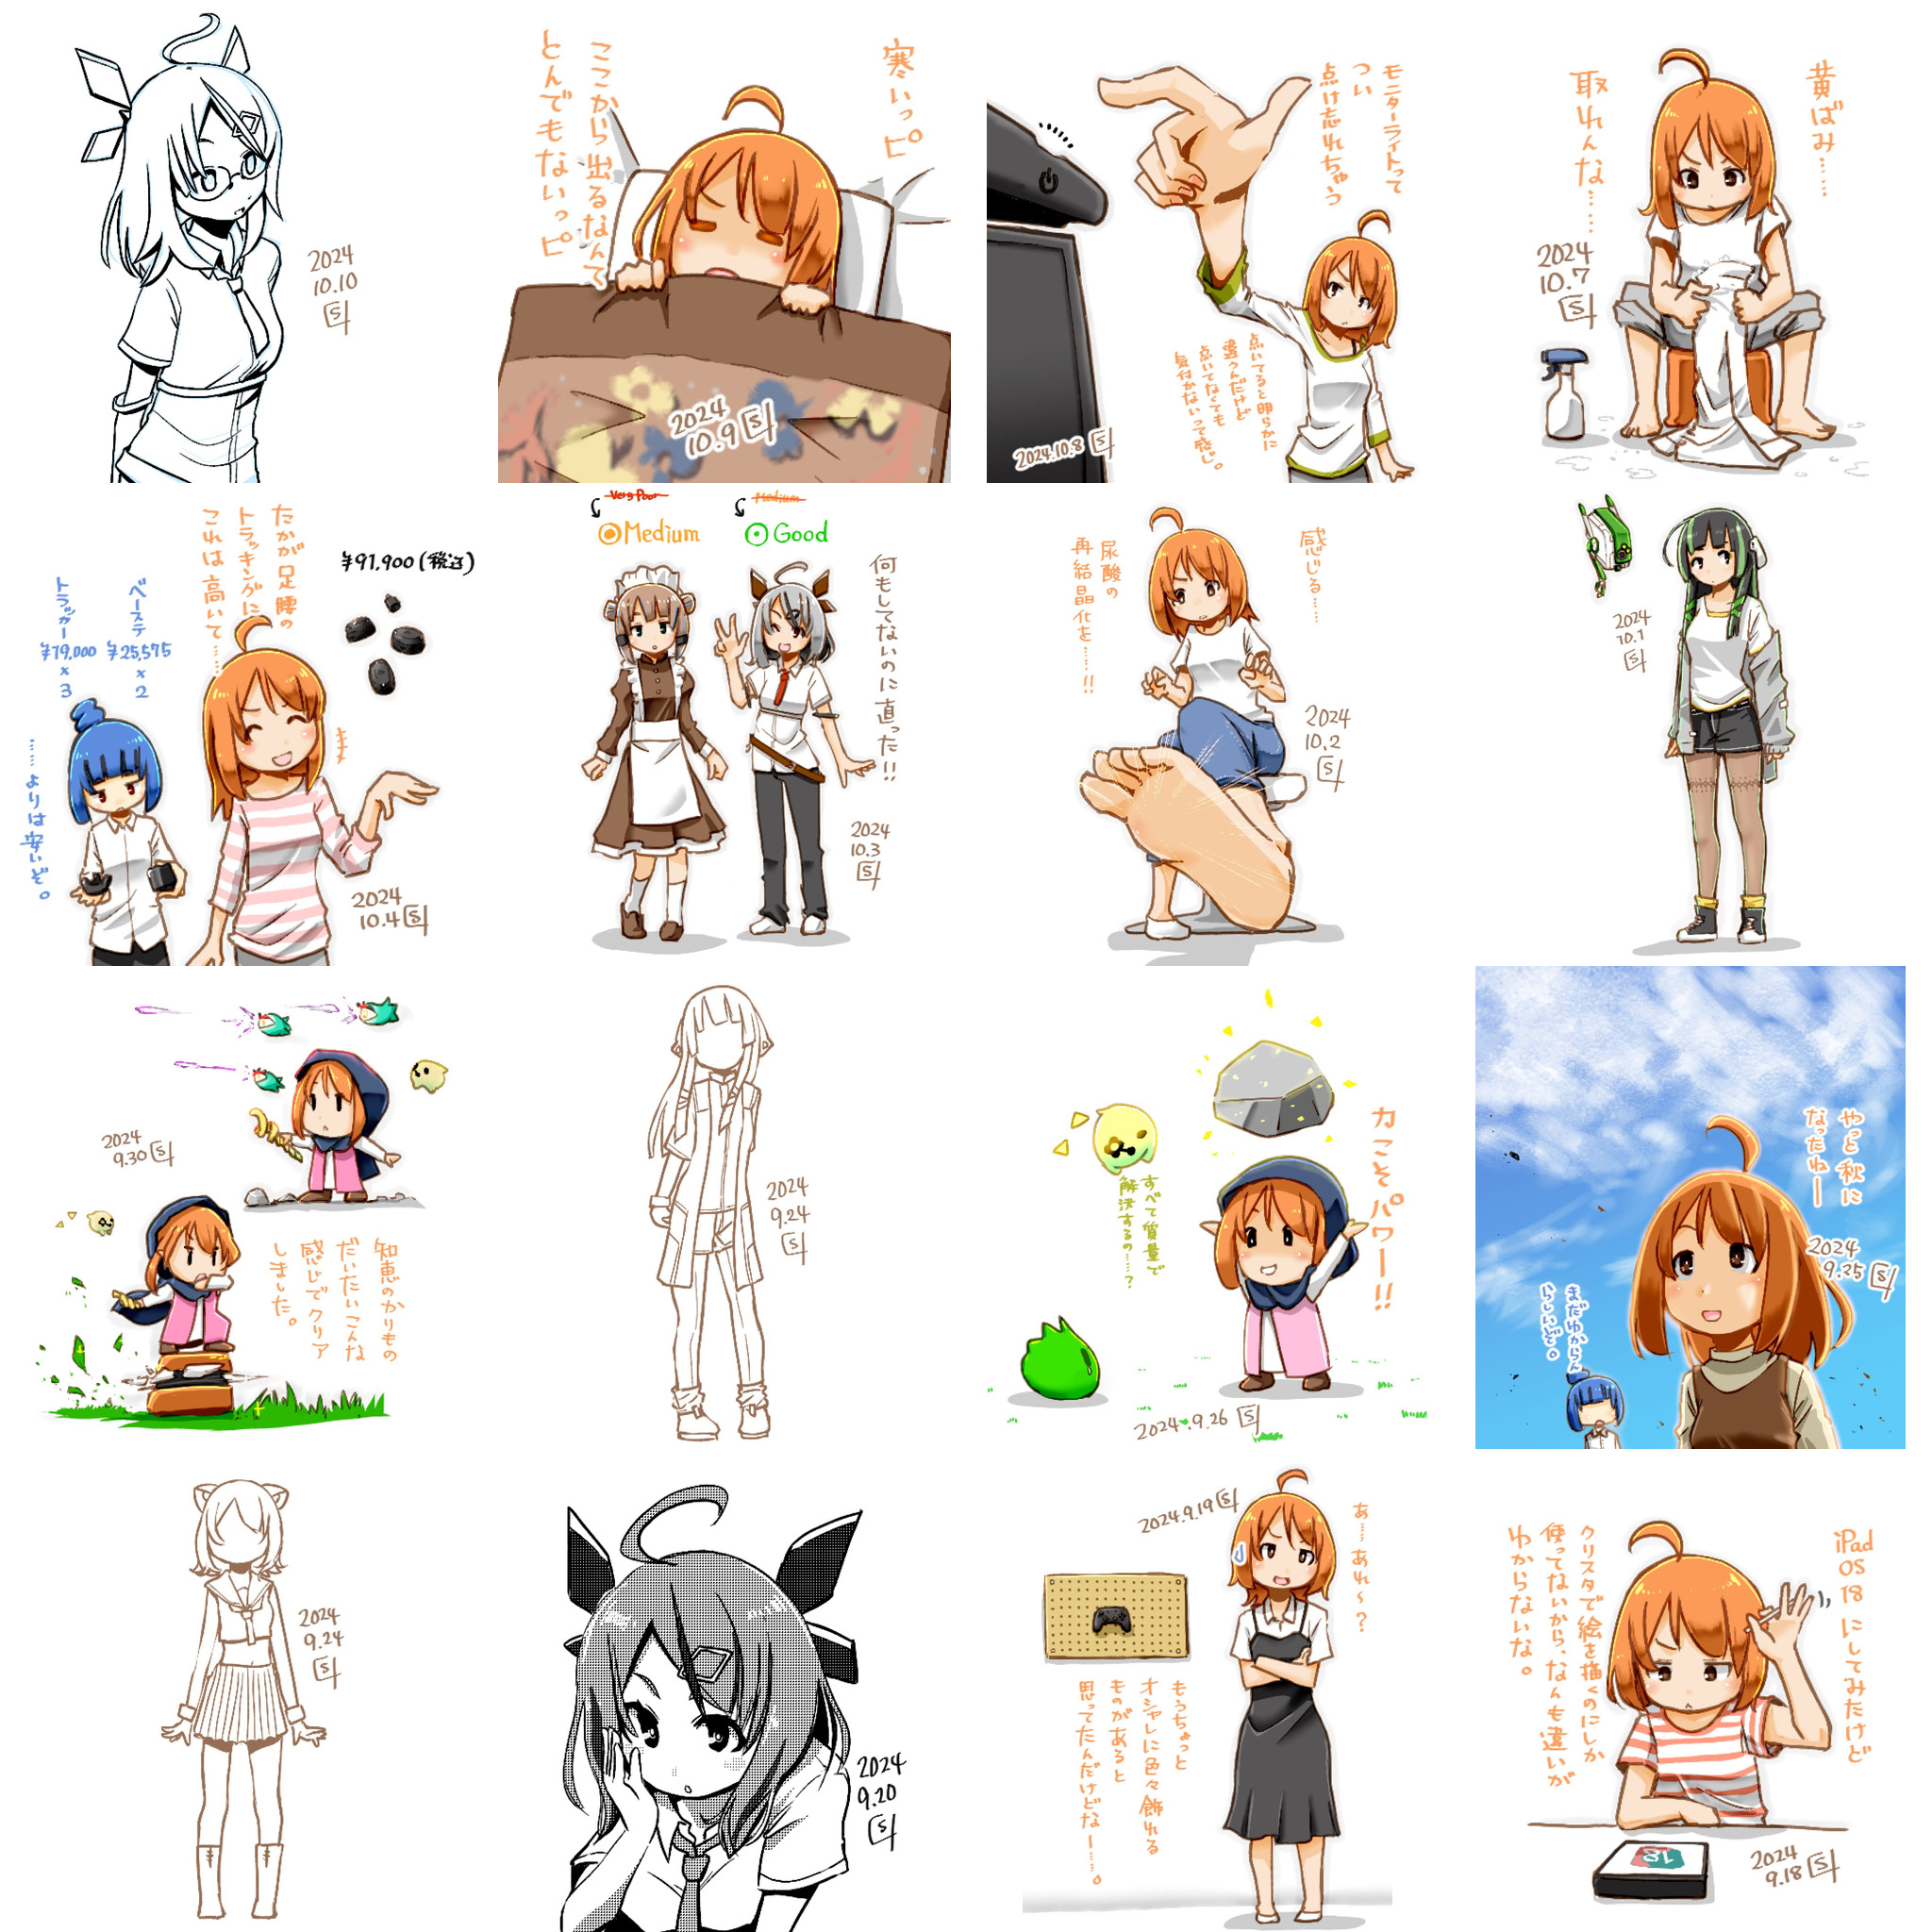 2024
10.10
寒いっピ
ここから出るなんて
とんでもないっピ
2024
10.9
モニターライトって
つい
点け忘れちゃう
点いてると明らかに
違うんだけど
点いてなくても
気付かないって感じ。
2024.10.8
黄ばみ……
取れんな……
2024
10.7
たかが足腰の
トラッキングに
これは高いて……
¥91,900(税込)
ベーステ
¥25,575
x
2
トラッカー
¥19,000
x
3
……よりは安いぞ。
2024
10.4
Very Poor
Medium
Medium
Good
何もしてないのに直った!!
2024
10.3
感じる……
尿酸の
再結晶化を……!!
2024
10.2
2024
10.1
2024
9.30
知恵のかりもの
だいたいこんな
感じでクリア
しました。
2024
9.24
力こそパワー!!
すべて質量で
解決するの…?
2024.9.26
やっと秋に
なったねー
2024
9.25
まだゆからん
らしいぞ。
2024
9.24
2024
9.20
2024.9.19
あ……あれ〜?
もうちょっと
オシャレに色々飾れる
ものがあると
思ってたんだけどなー……。
iPad
OS
18にしてみたけど
クリスタで絵を描くのにしか
使ってないから、なんも違いが
わからないな。
18
2024
9.18